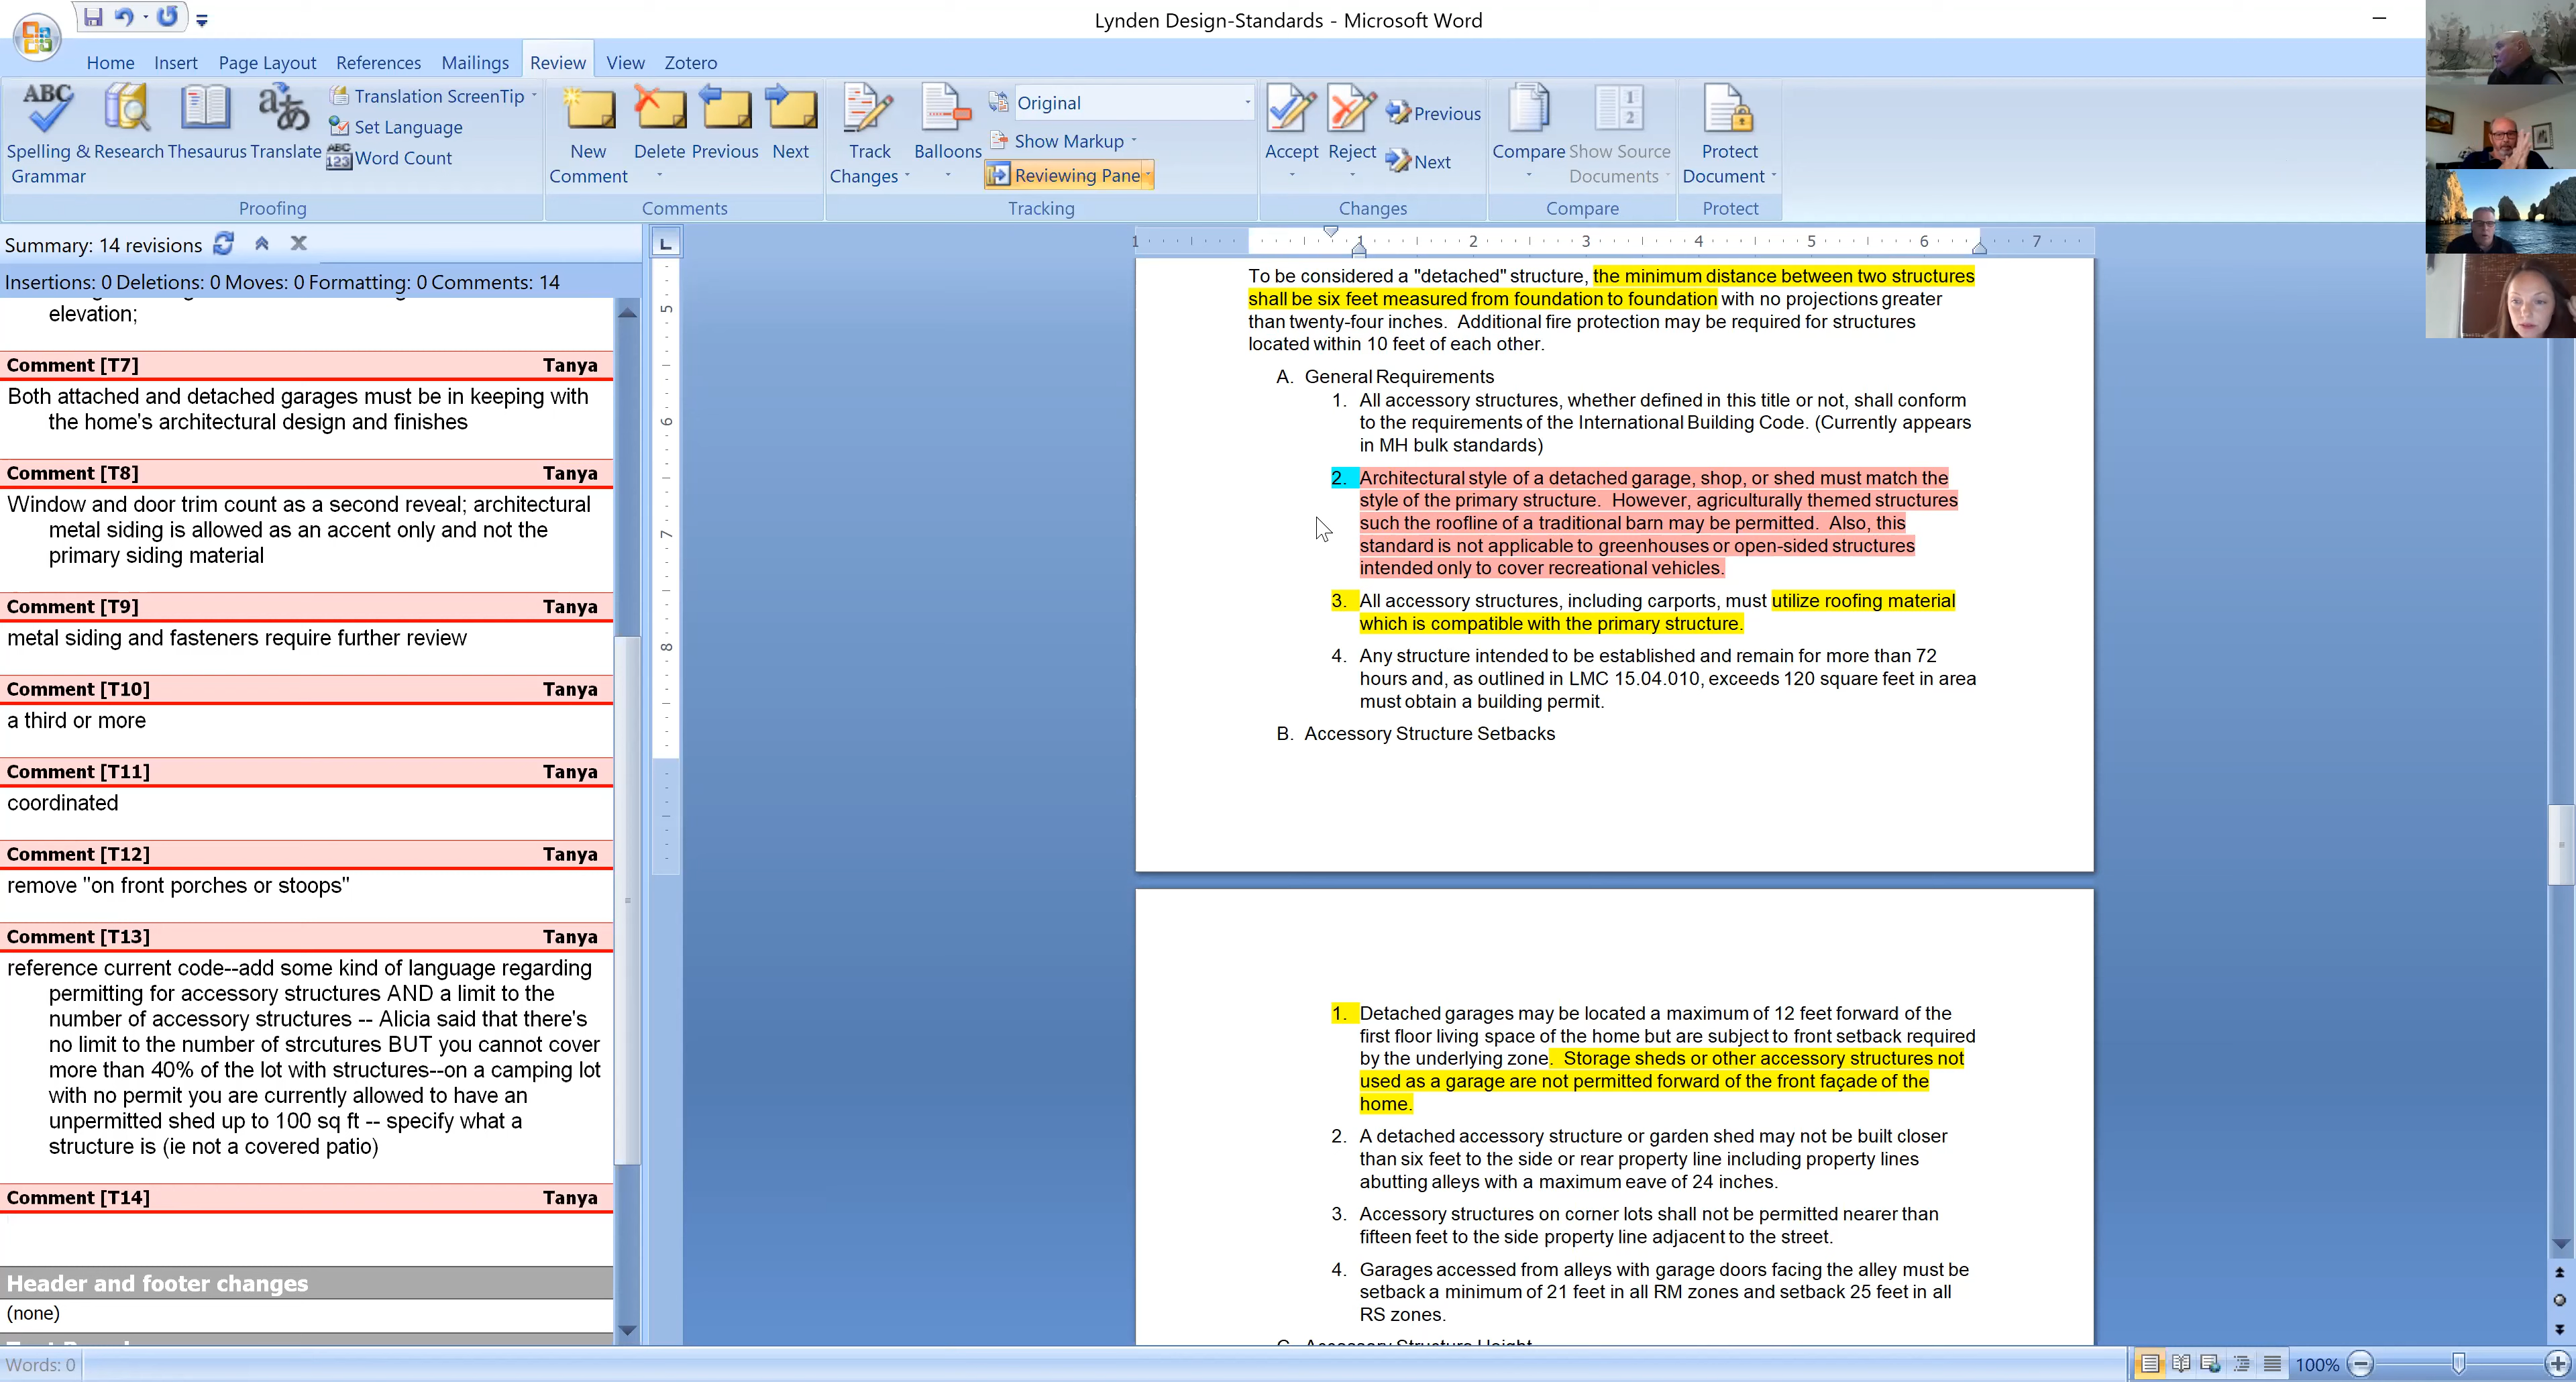 Lynden Design-Standards - Microsoft Word
Home Insert Page Layout References Mailings Review View Zotero
ABC
Spelling & Grammar
Research
Thesaurus
Translate
Translation ScreenTip
Set Language
ABC 123 Word Count
Proofing
New Comment
Delete
Previous
Next
Comments
Track Changes
Balloons
Original
Show Markup
Reviewing Pane
Tracking
Accept
Reject
Previous
Next
Changes
Compare
Show Source Documents
Compare
Protect Document
Protect
Summary: 14 revisions
Insertions: 0 Deletions: 0 Moves: 0 Formatting: 0 Comments: 14
elevation;
Comment [T7] Tanya
Both attached and detached garages must be in keeping with
the home's architectural design and finishes
Comment [T8] Tanya
Window and door trim count as a second reveal; architectural
metal siding is allowed as an accent only and not the
primary siding material
Comment [T9] Tanya
metal siding and fasteners require further review
Comment [T10] Tanya
a third or more
Comment [T11] Tanya
coordinated
Comment [T12] Tanya
remove "on front porches or stoops"
Comment [T13] Tanya
reference current code--add some kind of language regarding
permitting for accessory structures AND a limit to the
number of accessory structures -- Alicia said that there's
no limit to the number of strcutures BUT you cannot cover
more than 40% of the lot with structures--on a camping lot
with no permit you are currently allowed to have an
unpermitted shed up to 100 sq ft -- specify what a
structure is (ie not a covered patio)
Comment [T14] Tanya
Header and footer changes
(none)
Words: 0
L
1 1 2 3 4 5 6 7
5
6
7
8
To be considered a "detached" structure, the minimum distance between two structures
shall be six feet measured from foundation to foundation with no projections greater
than twenty-four inches. Additional fire protection may be required for structures
located within 10 feet of each other.
A. General Requirements
1. All accessory structures, whether defined in this title or not, shall conform
to the requirements of the International Building Code. (Currently appears
in MH bulk standards)
2. Architectural style of a detached garage, shop, or shed must match the
style of the primary structure. However, agriculturally themed structures
such the roofline of a traditional barn may be permitted. Also, this
standard is not applicable to greenhouses or open-sided structures
intended only to cover recreational vehicles.
3. All accessory structures, including carports, must utilize roofing material
which is compatible with the primary structure.
4. Any structure intended to be established and remain for more than 72
hours and, as outlined in LMC 15.04.010, exceeds 120 square feet in area
must obtain a building permit.
B. Accessory Structure Setbacks
1. Detached garages may be located a maximum of 12 feet forward of the
first floor living space of the home but are subject to front setback required
by the underlying zone. Storage sheds or other accessory structures not
used as a garage are not permitted forward of the front façade of the
home.
2. A detached accessory structure or garden shed may not be built closer
than six feet to the side or rear property line including property lines
abutting alleys with a maximum eave of 24 inches.
3. Accessory structures on corner lots shall not be permitted nearer than
fifteen feet to the side property line adjacent to the street.
4. Garages accessed from alleys with garage doors facing the alley must be
setback a minimum of 21 feet in all RM zones and setback 25 feet in all
RS zones.
C. Accessory Structure Height
100%